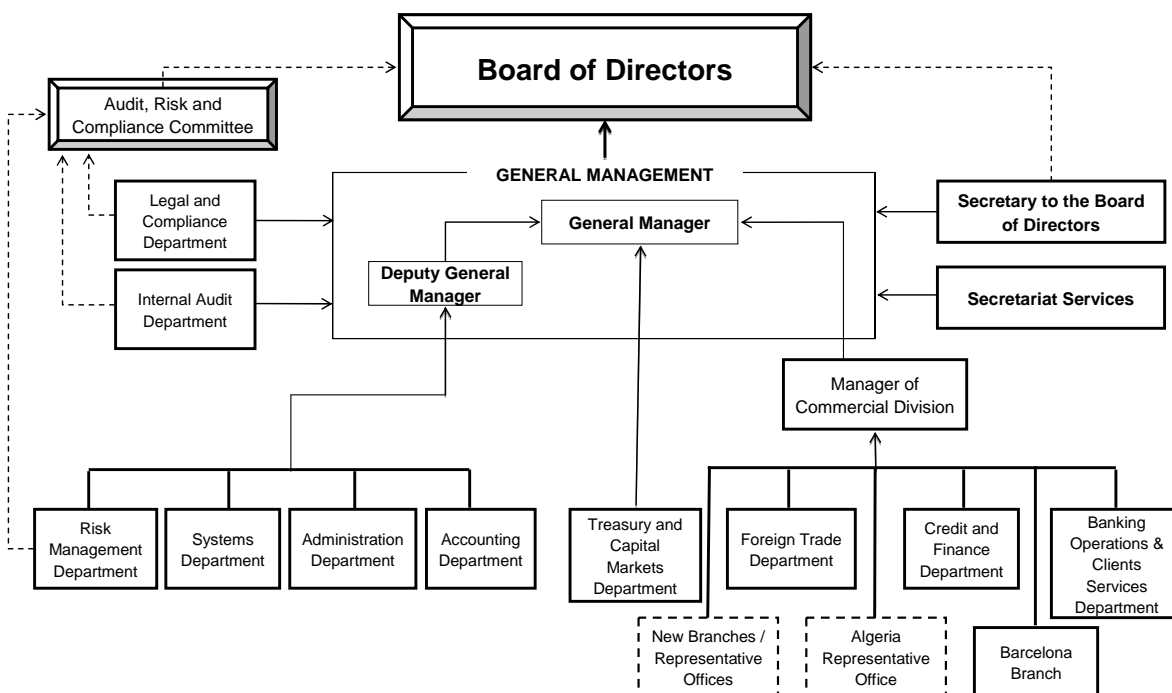 Board of Directors
Audit, Risk and
Compliance Committee
GENERAL MANAGEMENT
Legal and
Compliance
Department
General Manager
Secretary to the Board
of Directors
Deputy General
Manager
Internal Audit
Department
Secretariat Services
Manager of
Commercial Division
Risk
Management
Department
Systems
Department
Administration
Department
Accounting
Department
Treasury and
Capital
Markets
Department
Foreign Trade
Department
Credit and
Finance
Department
Banking
Operations &
Clients
Services
Department
New Branches /
Representative
Offices
Algeria
Representative
Office
Barcelona
Branch